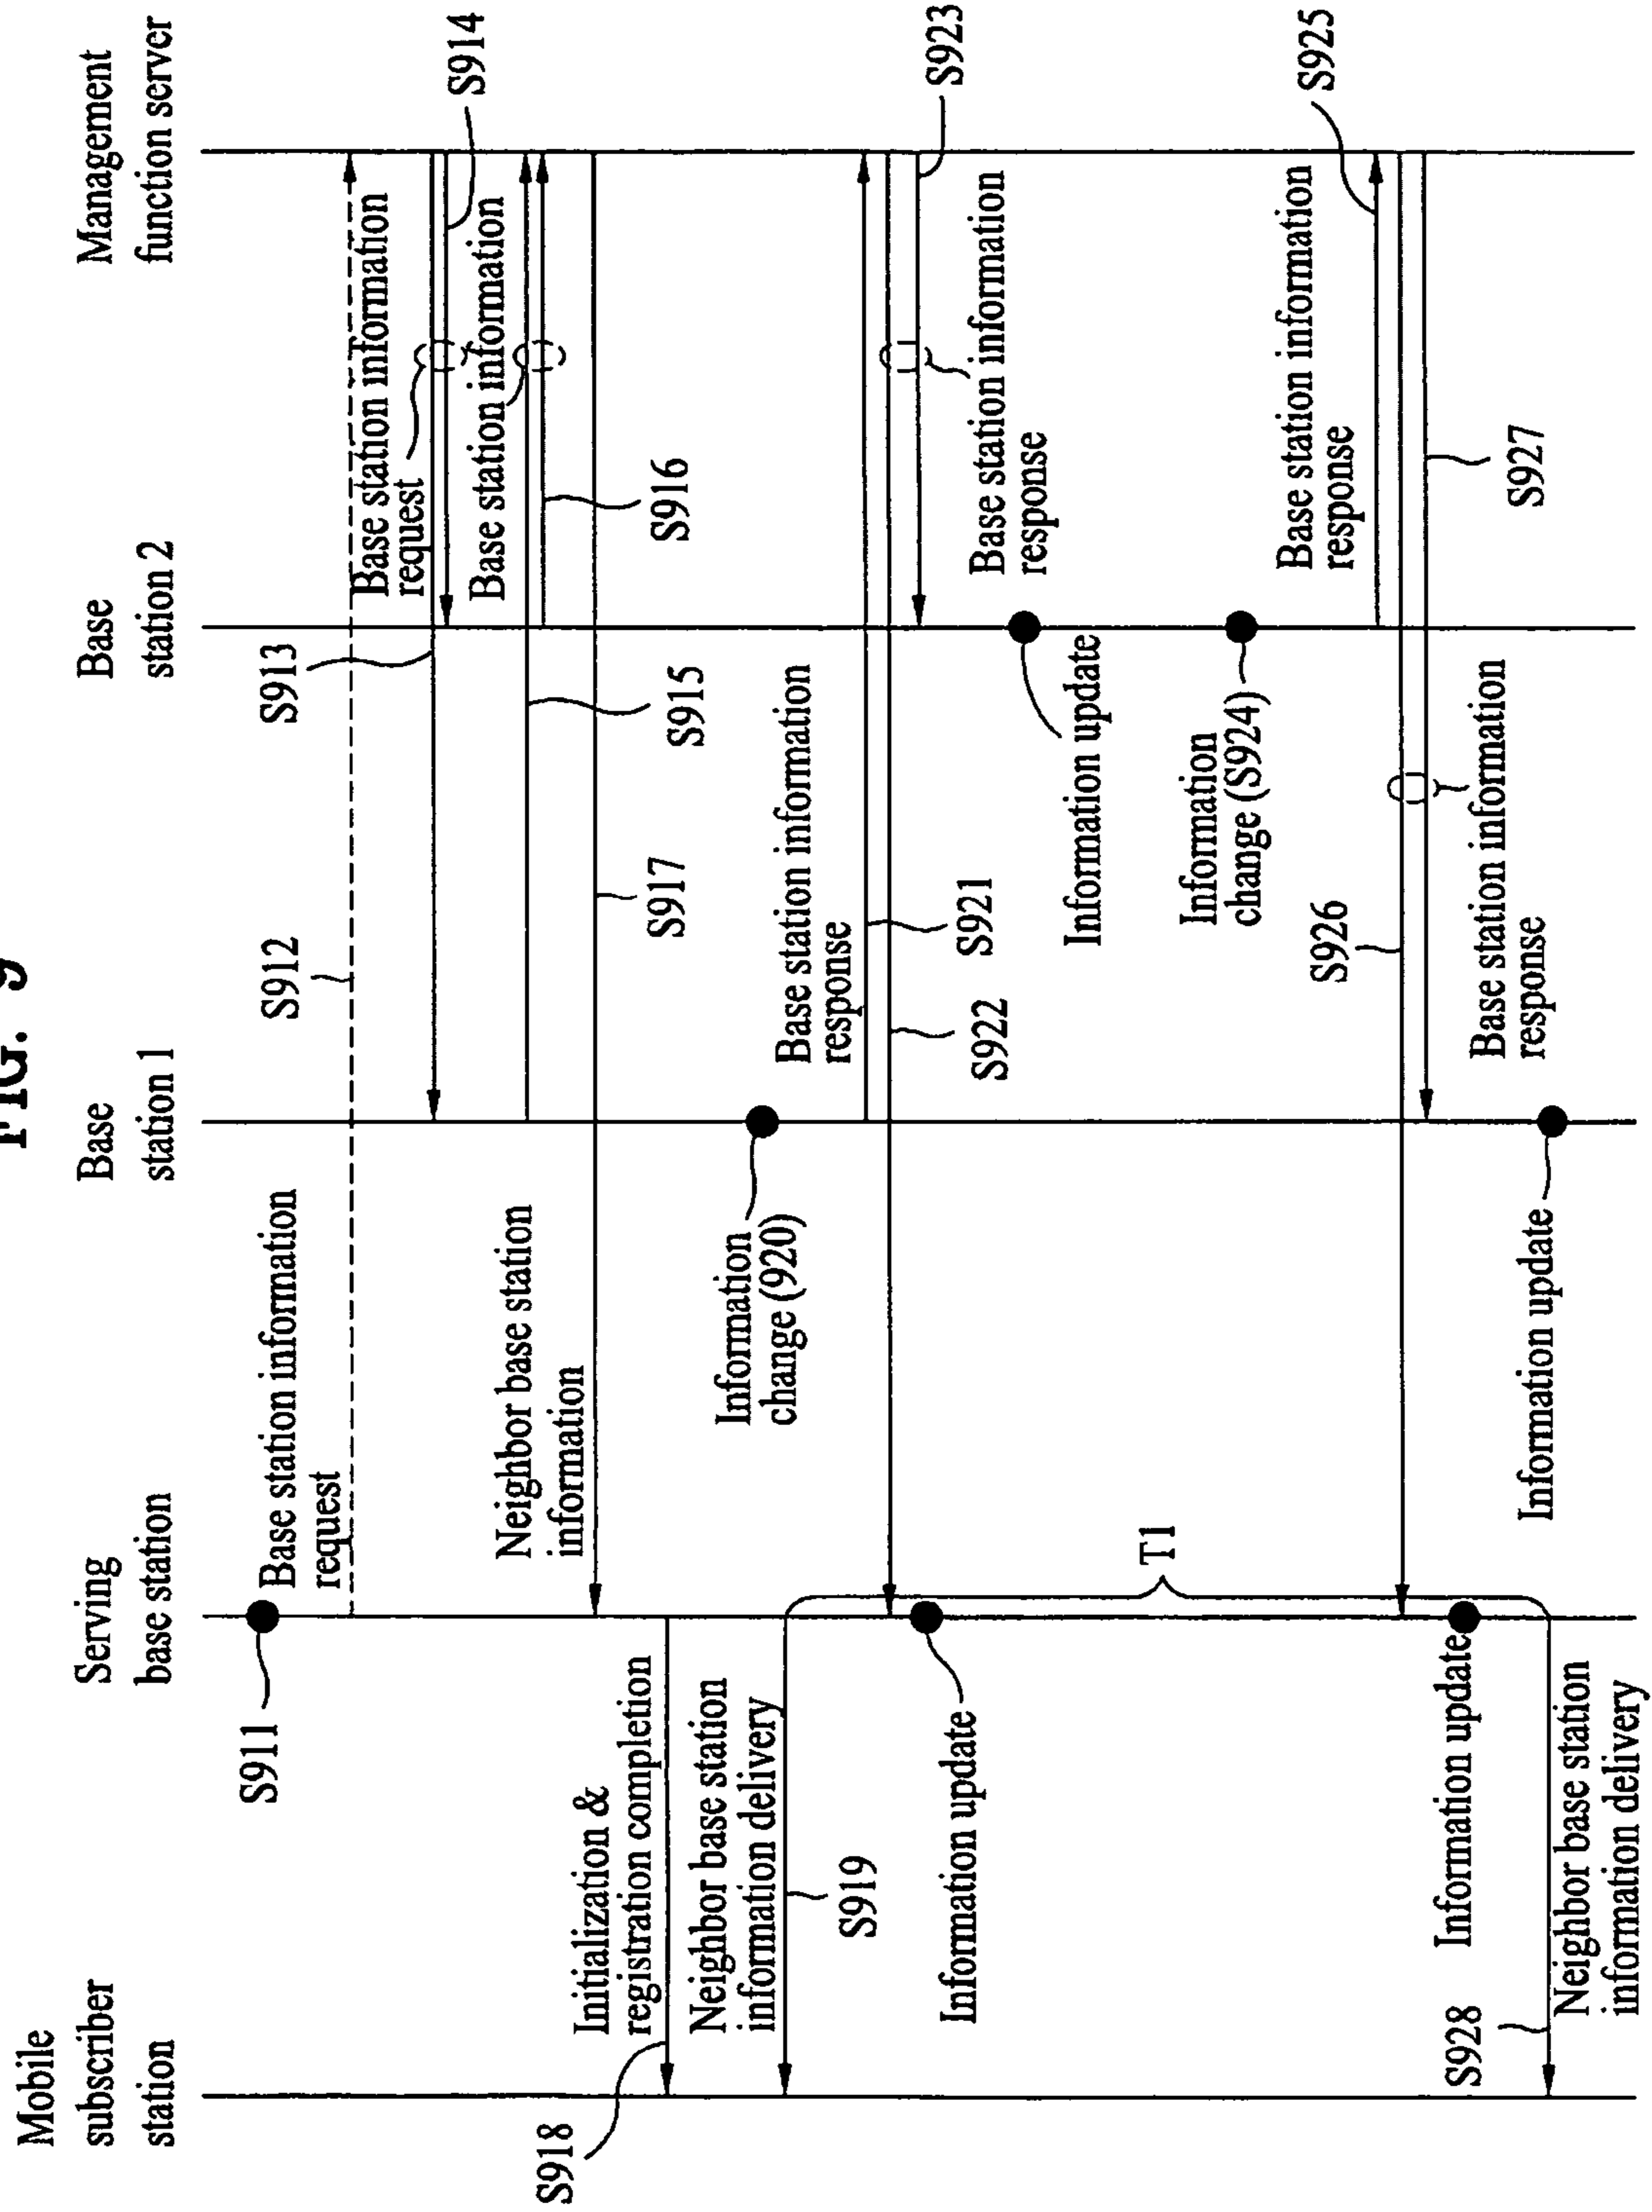 FIG. 9
Mobile
subscriber
station
Serving
base station
Base
station 1
Base
station 2
Management
function server
S911
Base station information
request
S912
S913
Base station information
request
S914
Base station information
S915
S916
Neighbor base station
information
S917
Initialization &
registration completion
S918
Neighbor base station
information delivery
S919
Information
change (920)
Base station information
response
S921
S922
S923
Base station information
response
Information update
Information update
T1
Information
change (S924)
Base station information
response
S925
S926
S927
Base station information
response
Information update
Information update
S928
Neighbor base station
information delivery